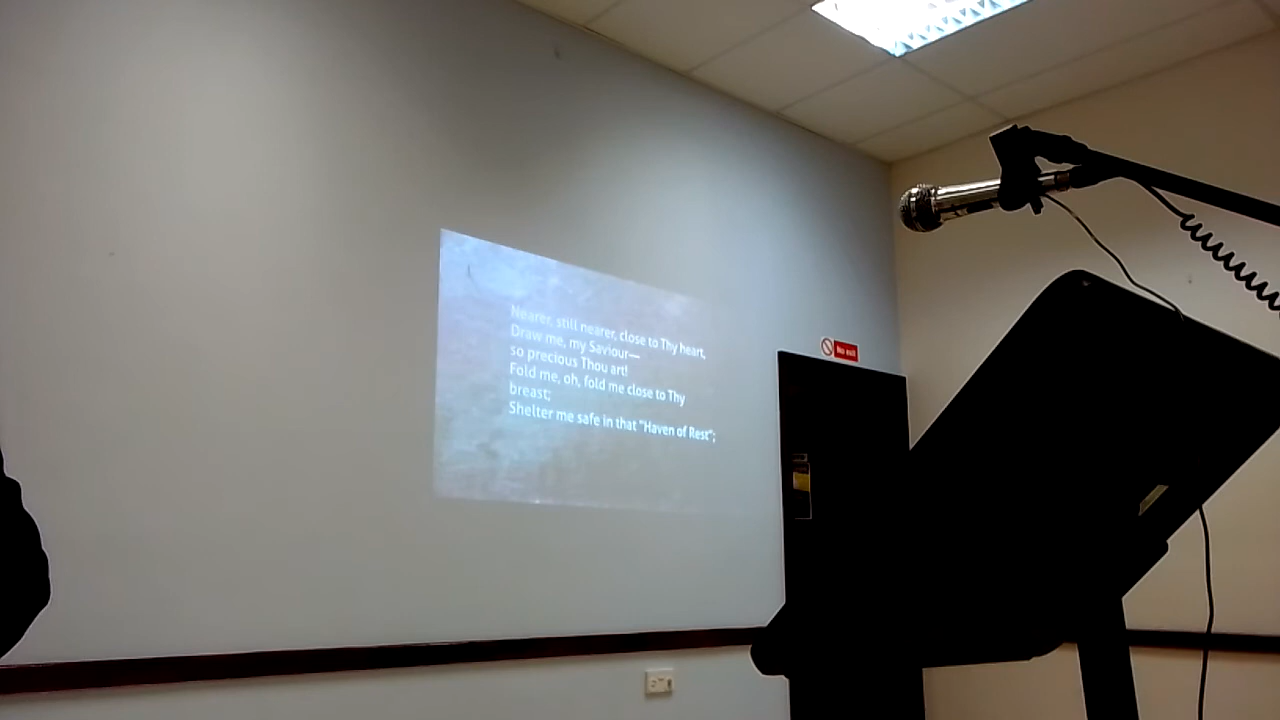 Nearer, still nearer, close to Thy heart,
Draw me, my Saviour—
so precious Thou art!
Fold me, oh, fold me close to Thy
breast;
Shelter me safe in that "Haven of Rest";
No exit